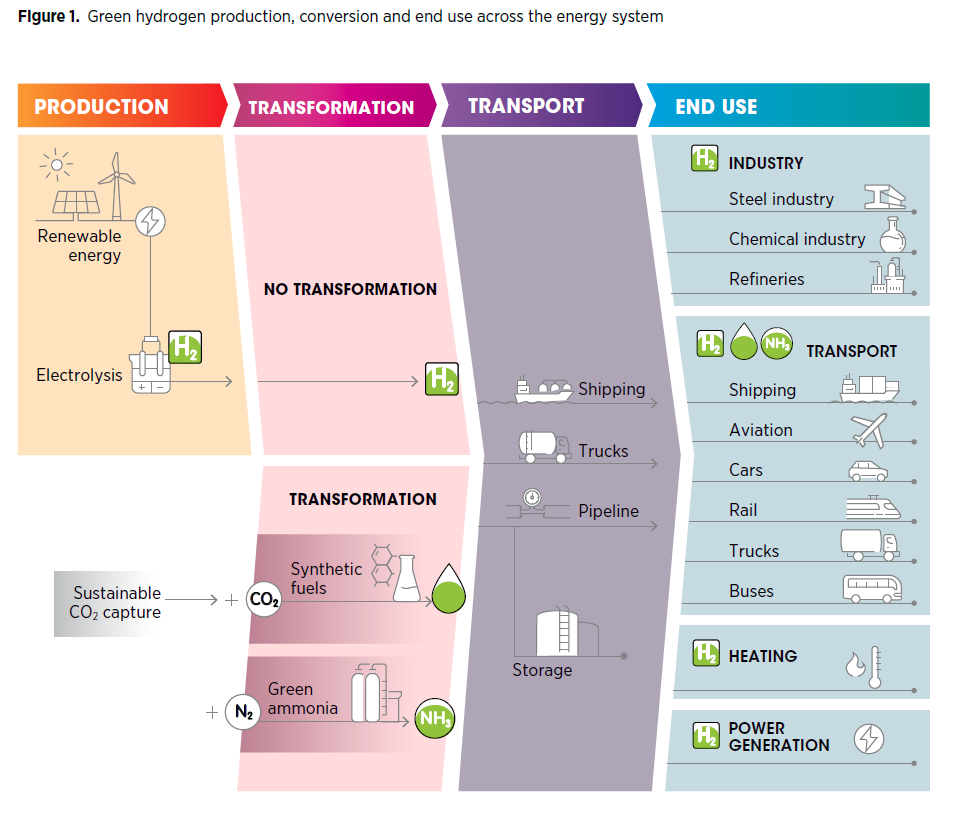 Figure 1. Green hydrogen production, conversion and end use across the energy system
PRODUCTION
TRANSFORMATION
TRANSPORT
END USE
Renewable
energy
H₂
Electrolysis
+ −
NO TRANSFORMATION
H₂
TRANSFORMATION
Sustainable
CO₂ capture
+ CO₂
Synthetic
fuels
+ N₂
Green
ammonia
NH₃
Shipping
Trucks
Pipeline
Storage
H₂ INDUSTRY
Steel industry
Chemical industry
Refineries
H₂ NH₃ TRANSPORT
Shipping
Aviation
Cars
Rail
Trucks
Buses
H₂ HEATING
H₂ POWER
GENERATION